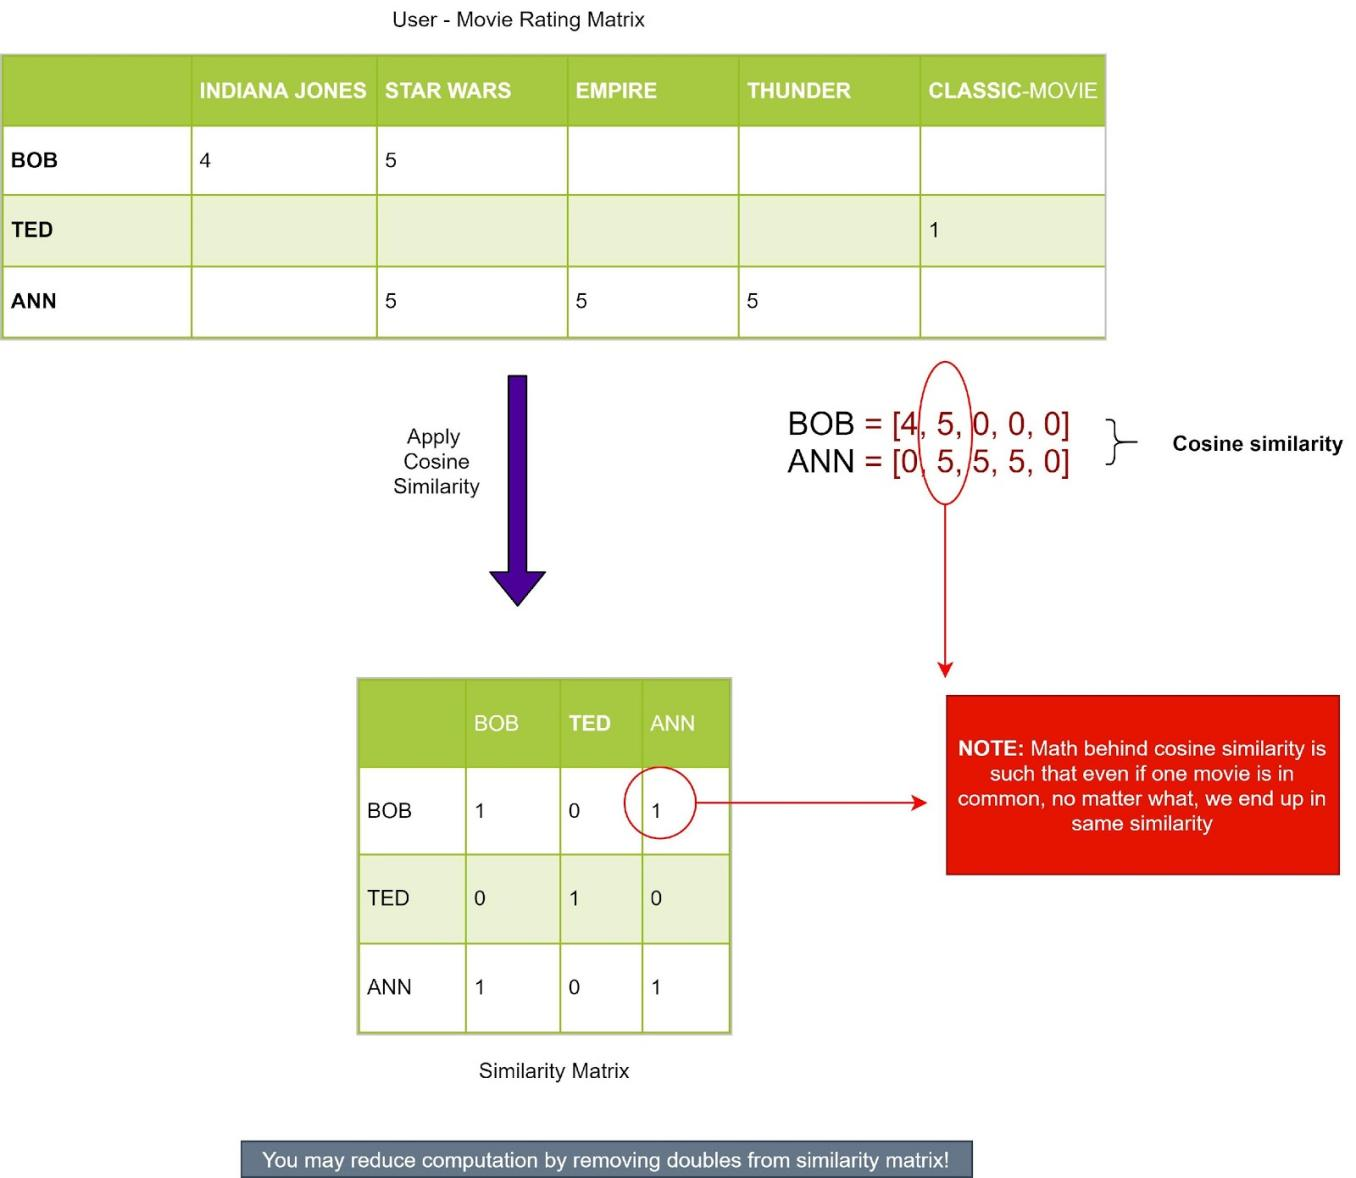 User - Movie Rating Matrix
INDIANA JONES STAR WARS EMPIRE THUNDER CLASSIC-MOVIE
BOB 4 5
TED 1
ANN 5 5 5
Apply
Cosine
Similarity
BOB = [4, 5, 0, 0, 0]
ANN = [0, 5, 5, 5, 0]
Cosine similarity
BOB TED ANN
BOB 1 0 1
TED 0 1 0
ANN 1 0 1
NOTE: Math behind cosine similarity is
such that even if one movie is in
common, no matter what, we end up in
same similarity
Similarity Matrix
You may reduce computation by removing doubles from similarity matrix!